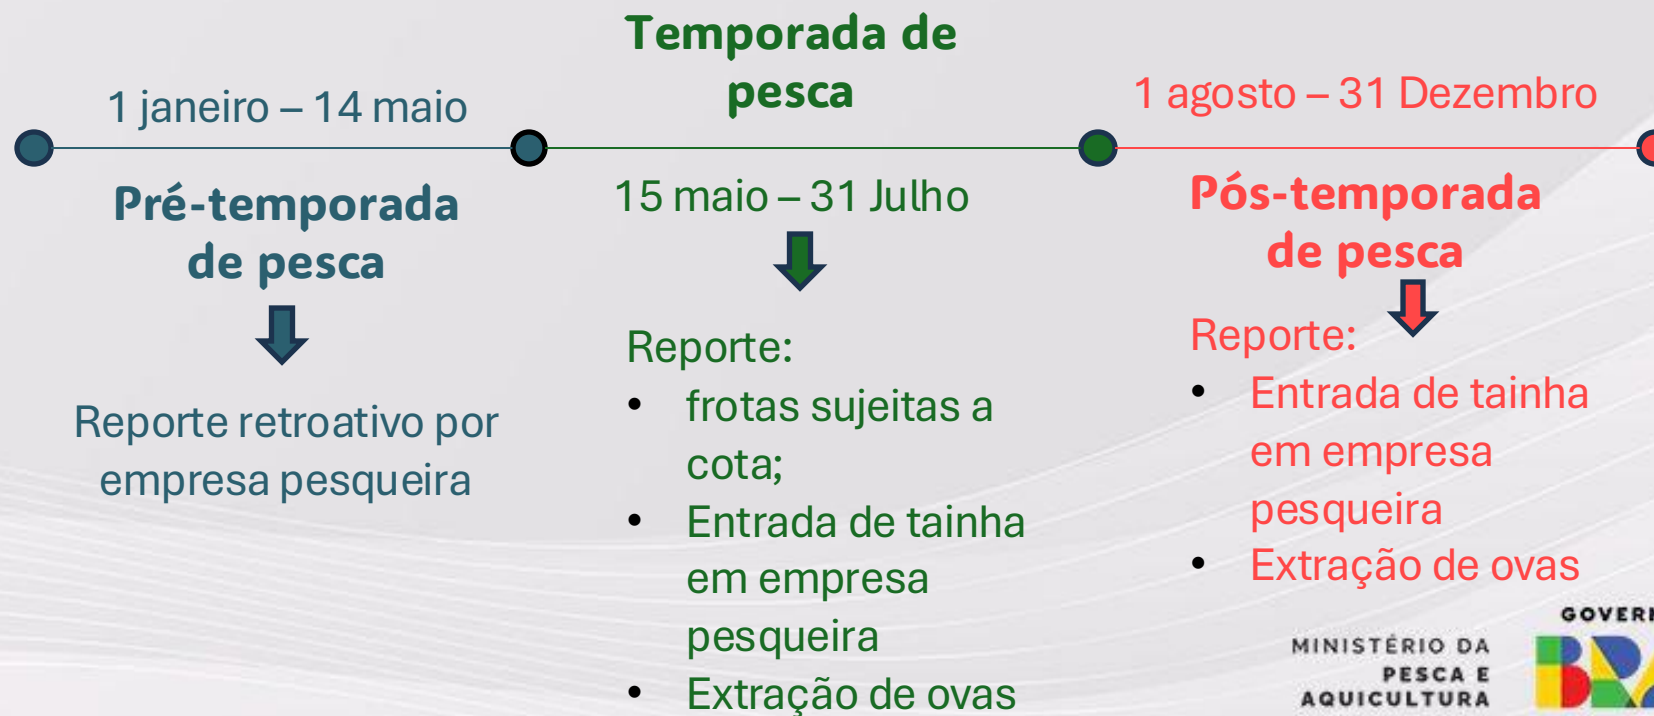 1 janeiro – 14 maio
Pré-temporada
de pesca
Reporte retroativo por
empresa pesqueira
Temporada de
pesca
15 maio – 31 Julho
Reporte:
• frotas sujeitas a
cota;
• Entrada de tainha
em empresa
pesqueira
• Extração de ovas
1 agosto – 31 Dezembro
Pós-temporada
de pesca
Reporte:
• Entrada de tainha
em empresa
pesqueira
• Extração de ovas
MINISTÉRIO DA
PESCA E
AQUICULTURA
GOVERN
BRA